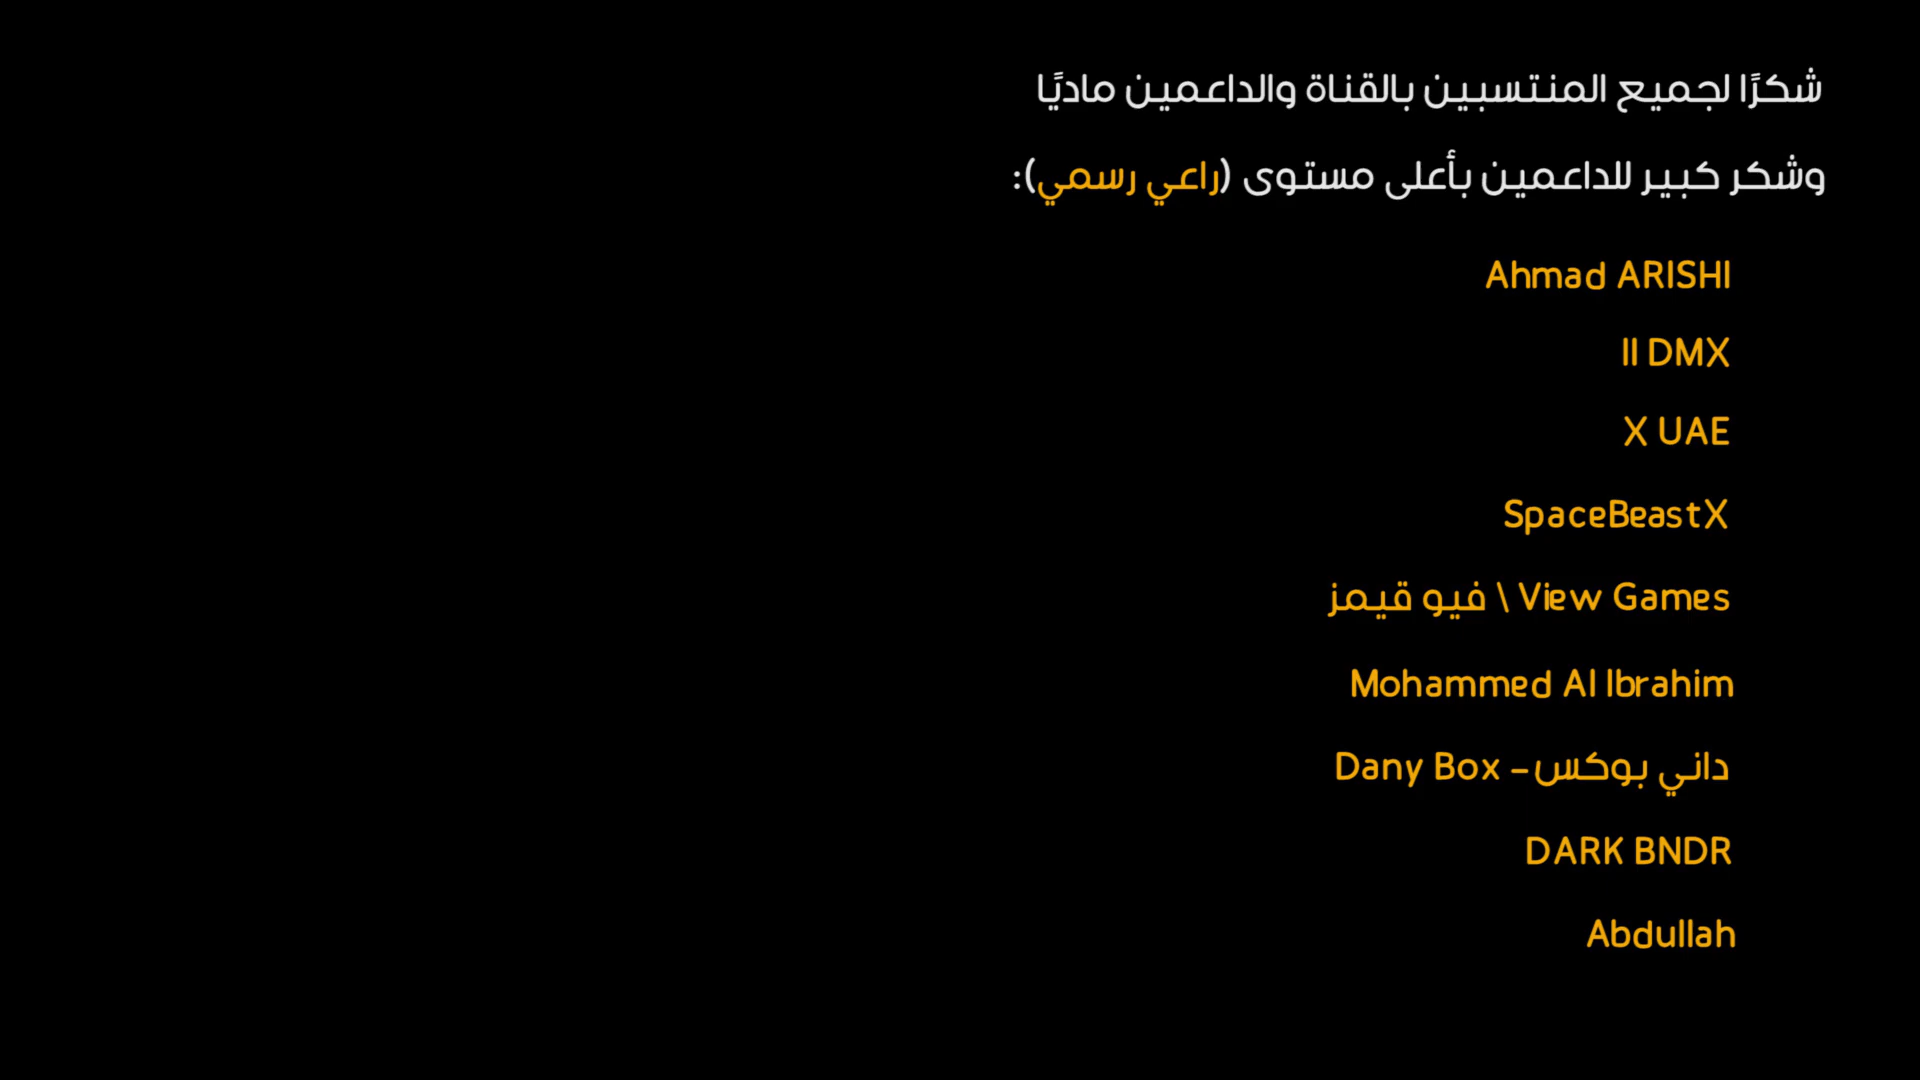 شكرًا لجميع المنتسبين بالقناة والداعمين ماديًا
وشكر كبير للداعمين بأعلى مستوى (راعي رسمي):
Ahmad ARISHI
II DMX
X UAE
SpaceBeastX
فيو قيمز \ View Games
Mohammed Al Ibrahim
Dany Box - داني بوكس
DARK BNDR
Abdullah